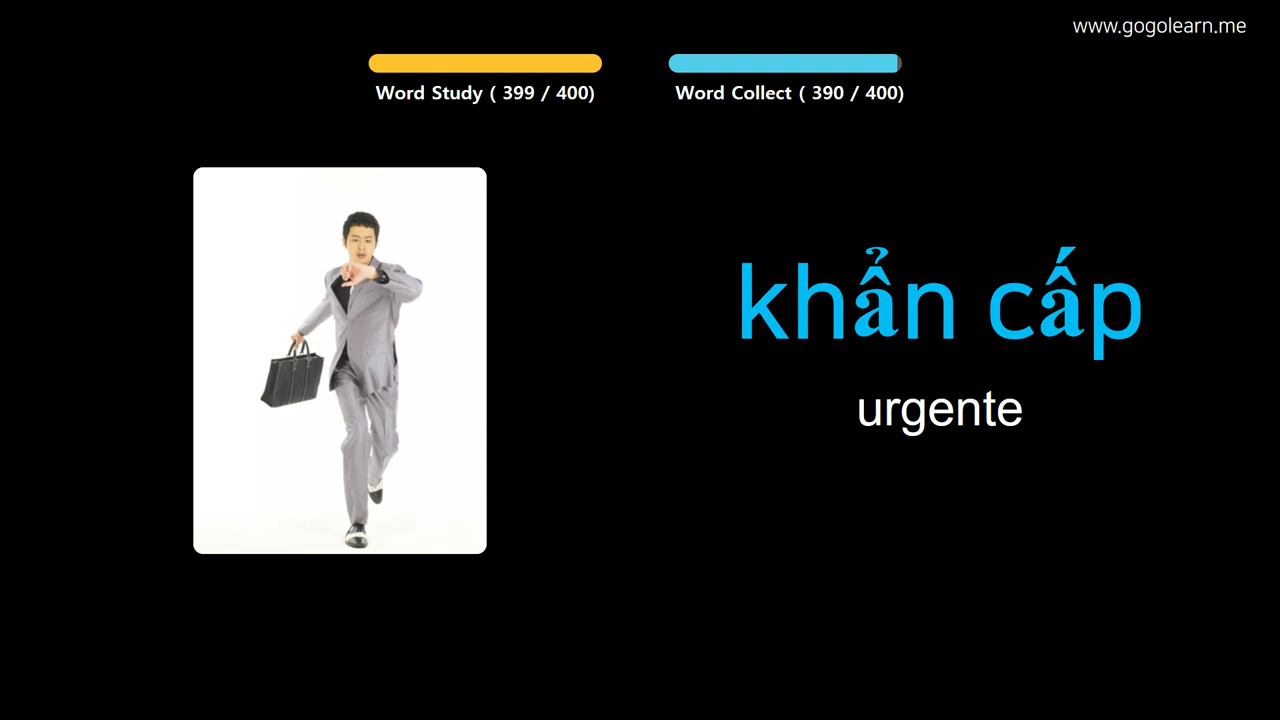 www.gogolearn.me
Word Study ( 399 / 400)
Word Collect ( 390 / 400)
khẩn cấp
urgente